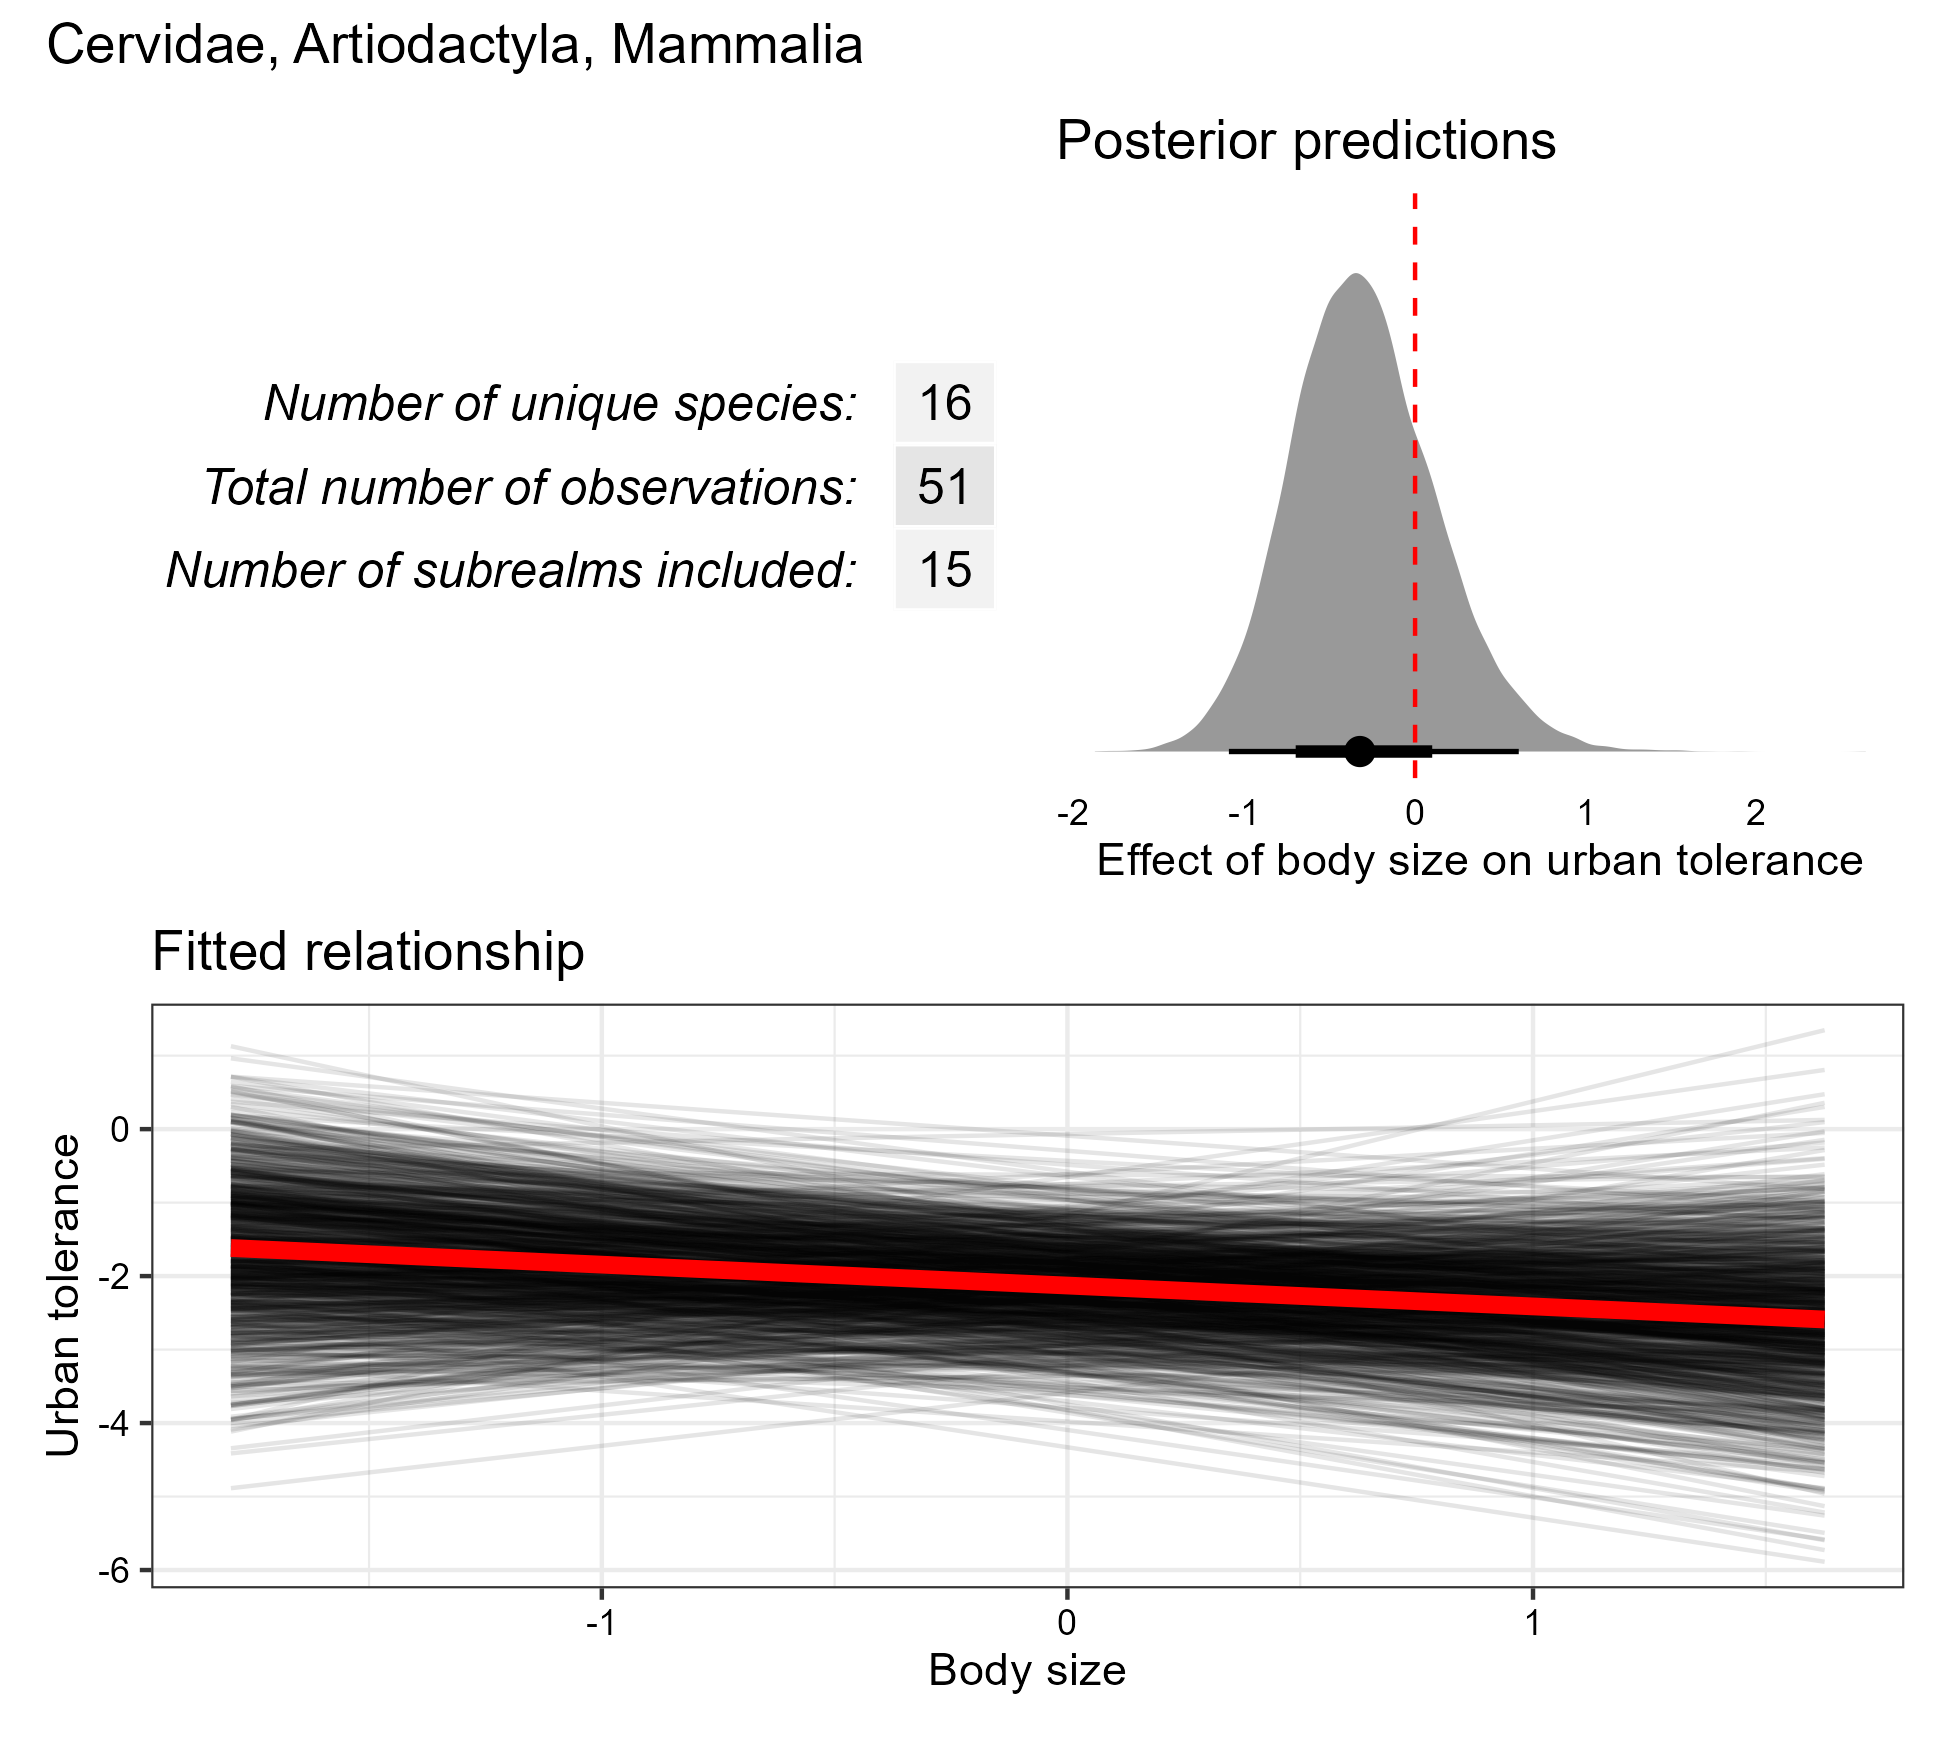 Cervidae, Artiodactyla, Mammalia
Posterior predictions
Number of unique species: 16
Total number of observations: 51
Number of subrealms included: 15
-2 -1 0 1 2
Effect of body size on urban tolerance
Fitted relationship
Urban tolerance
0
-2
-4
-6
-1 0 1
Body size